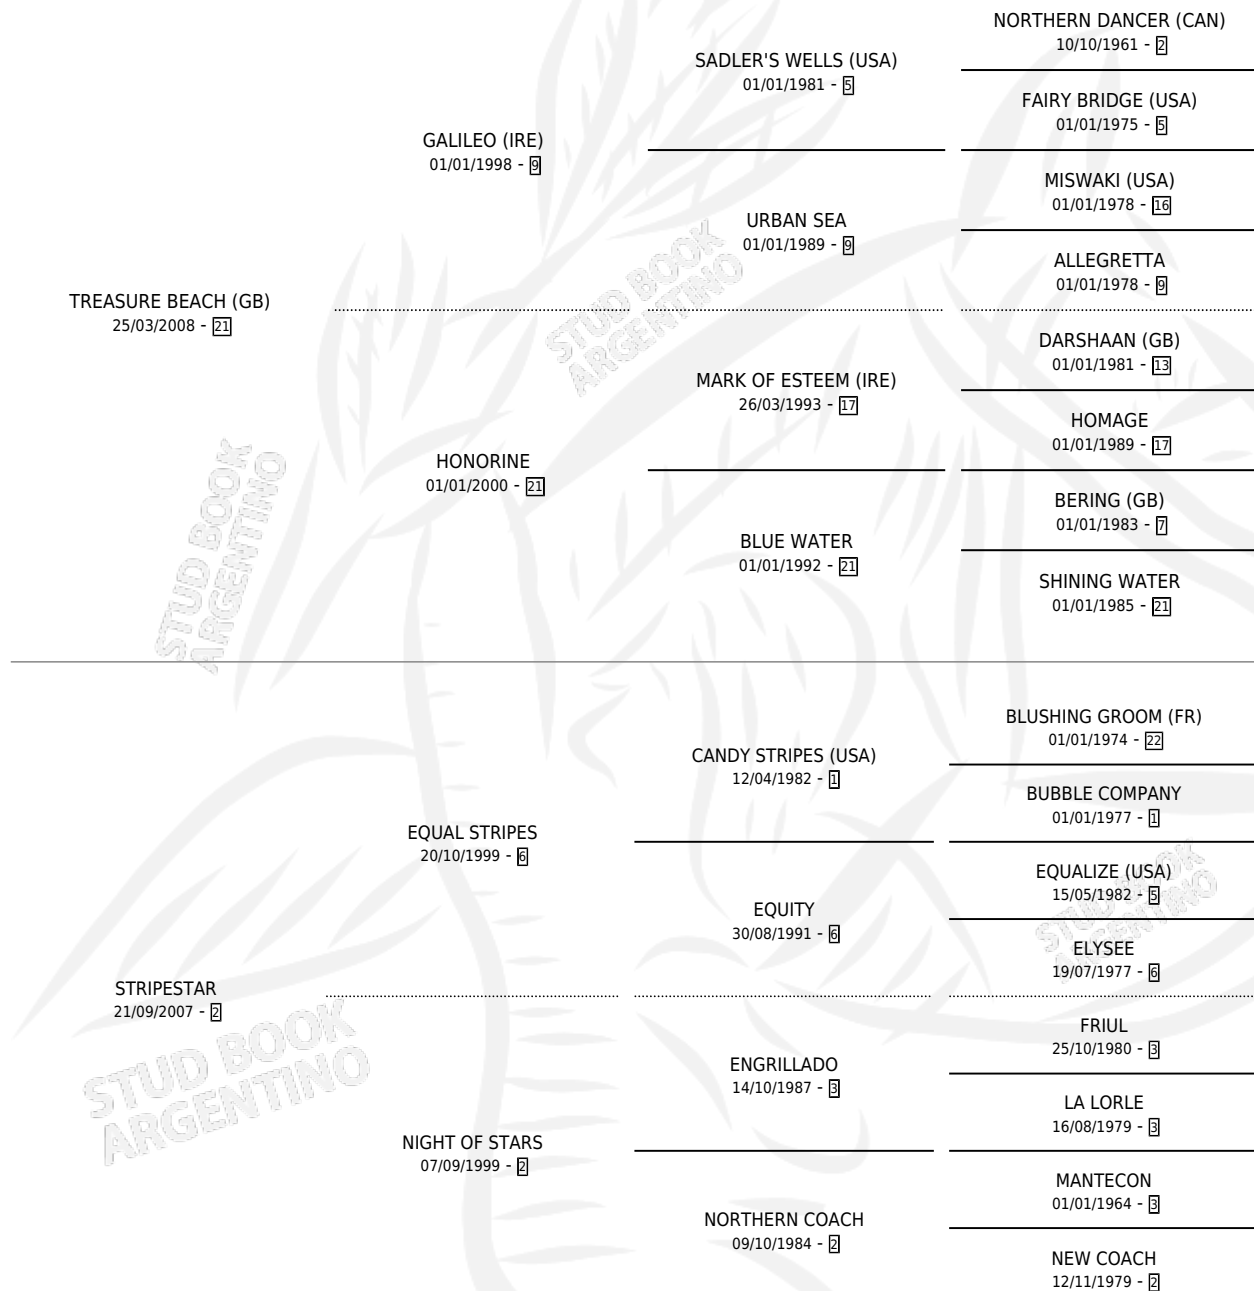 NORTHERN DANCER (CAN)
10/10/1961 - 2
SADLER'S WELLS (USA)
01/01/1981 - 5
FAIRY BRIDGE (USA)
01/01/1975 - 5
GALILEO (IRE)
01/01/1998 - 9
MISWAKI (USA)
01/01/1978 - 16
URBAN SEA
01/01/1989 - 9
ALLEGRETTA
01/01/1978 - 9
TREASURE BEACH (GB)
25/03/2008 - 21
DARSHAAN (GB)
01/01/1981 - 13
MARK OF ESTEEM (IRE)
26/03/1993 - 17
HOMAGE
01/01/1989 - 17
HONORINE
01/01/2000 - 21
BERING (GB)
01/01/1983 - 7
BLUE WATER
01/01/1992 - 21
SHINING WATER
01/01/1985 - 21
BLUSHING GROOM (FR)
01/01/1974 - 22
CANDY STRIPES (USA)
12/04/1982 - 1
BUBBLE COMPANY
01/01/1977 - 1
EQUAL STRIPES
20/10/1999 - 6
EQUALIZE (USA)
15/05/1982 - 5
EQUITY
30/08/1991 - 6
ELYSEE
19/07/1977 - 6
STRIPESTAR
21/09/2007 - 2
FRIUL
25/10/1980 - 3
ENGRILLADO
14/10/1987 - 3
LA LORLE
16/08/1979 - 3
NIGHT OF STARS
07/09/1999 - 2
MANTECON
01/01/1964 - 3
NORTHERN COACH
09/10/1984 - 2
NEW COACH
12/11/1979 - 2
STUD BOOK
ARGENTINO
STUD BOOK
ARGENTINO
STUD BOOK
ARGENTINO
STUD BOOK
ARGENTINO